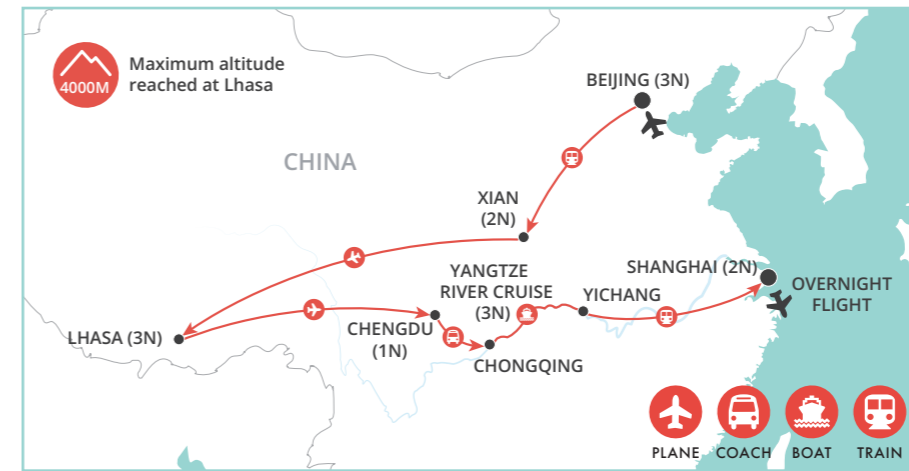 4000M
Maximum altitude
reached at Lhasa
BEIJING (3N)
CHINA
XIAN
(2N)
YANGTZE
RIVER CRUISE
(3N)
SHANGHAI (2N)
OVERNIGHT
FLIGHT
YICHANG
LHASA (3N)
CHENGDU
(1N)
CHONGQING
PLANE COACH BOAT TRAIN